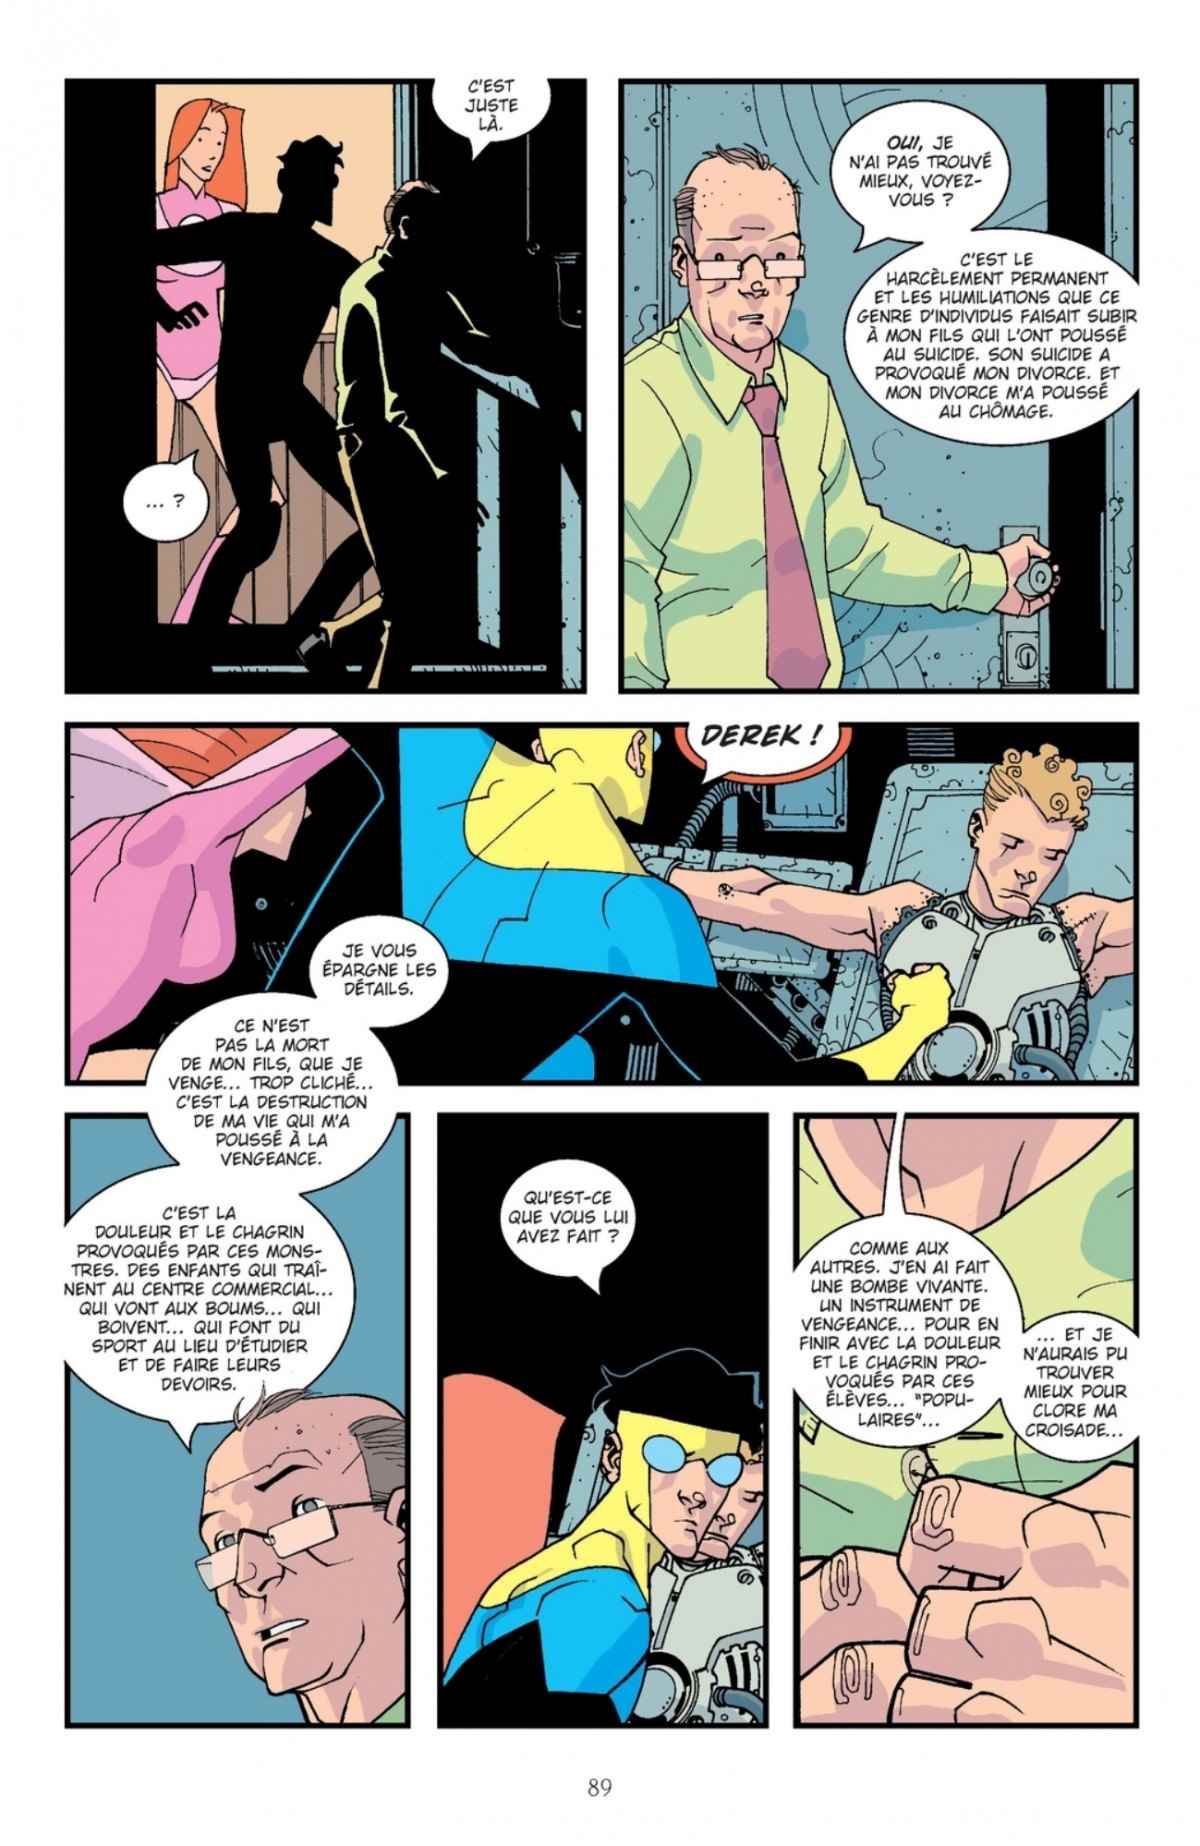 C'EST
JUSTE
LÀ.
... ?
OUI, JE
N'AI PAS TROUVÉ
MIEUX, VOYEZ-
VOUS ?
C'EST LE
HARCÈLEMENT PERMANENT
ET LES HUMILIATIONS QUE CE
GENRE D'INDIVIDUS FAISAIT SUBIR
À MON FILS QUI L'ONT POUSSÉ
AU SUICIDE. SON SUICIDE A
PROVOQUÉ MON DIVORCE. ET
MON DIVORCE M'A POUSSÉ
AU CHÔMAGE.
DEREK !
JE VOUS
ÉPARGNE LES
DÉTAILS.
CE N'EST
PAS LA MORT
DE MON FILS, QUE JE
VENGE... TROP CLICHÉ...
C'EST LA DESTRUCTION
DE MA VIE QUI M'A
POUSSÉ À LA
VENGEANCE.
C'EST LA
DOULEUR ET LE CHAGRIN
PROVOQUÉS PAR CES MONS-
TRES. DES ENFANTS QUI TRAÎ-
NENT AU CENTRE COMMERCIAL...
QUI VONT AUX BOUMS... QUI
BOIVENT... QUI FONT DU
SPORT AU LIEU D'ÉTUDIER
ET DE FAIRE LEURS
DEVOIRS.
QU'EST-CE
QUE VOUS LUI
AVEZ FAIT ?
COMME AUX
AUTRES. J'EN AI FAIT
UNE BOMBE VIVANTE.
UN INSTRUMENT DE
VENGEANCE... POUR EN
FINIR AVEC LA DOULEUR
ET LE CHAGRIN PRO-
VOQUÉS PAR CES
ÉLÈVES... "POPU-
LAIRES"...
... ET JE
N'AURAIS PU
TROUVER
MIEUX POUR
CLORE MA
CROISADE...
89